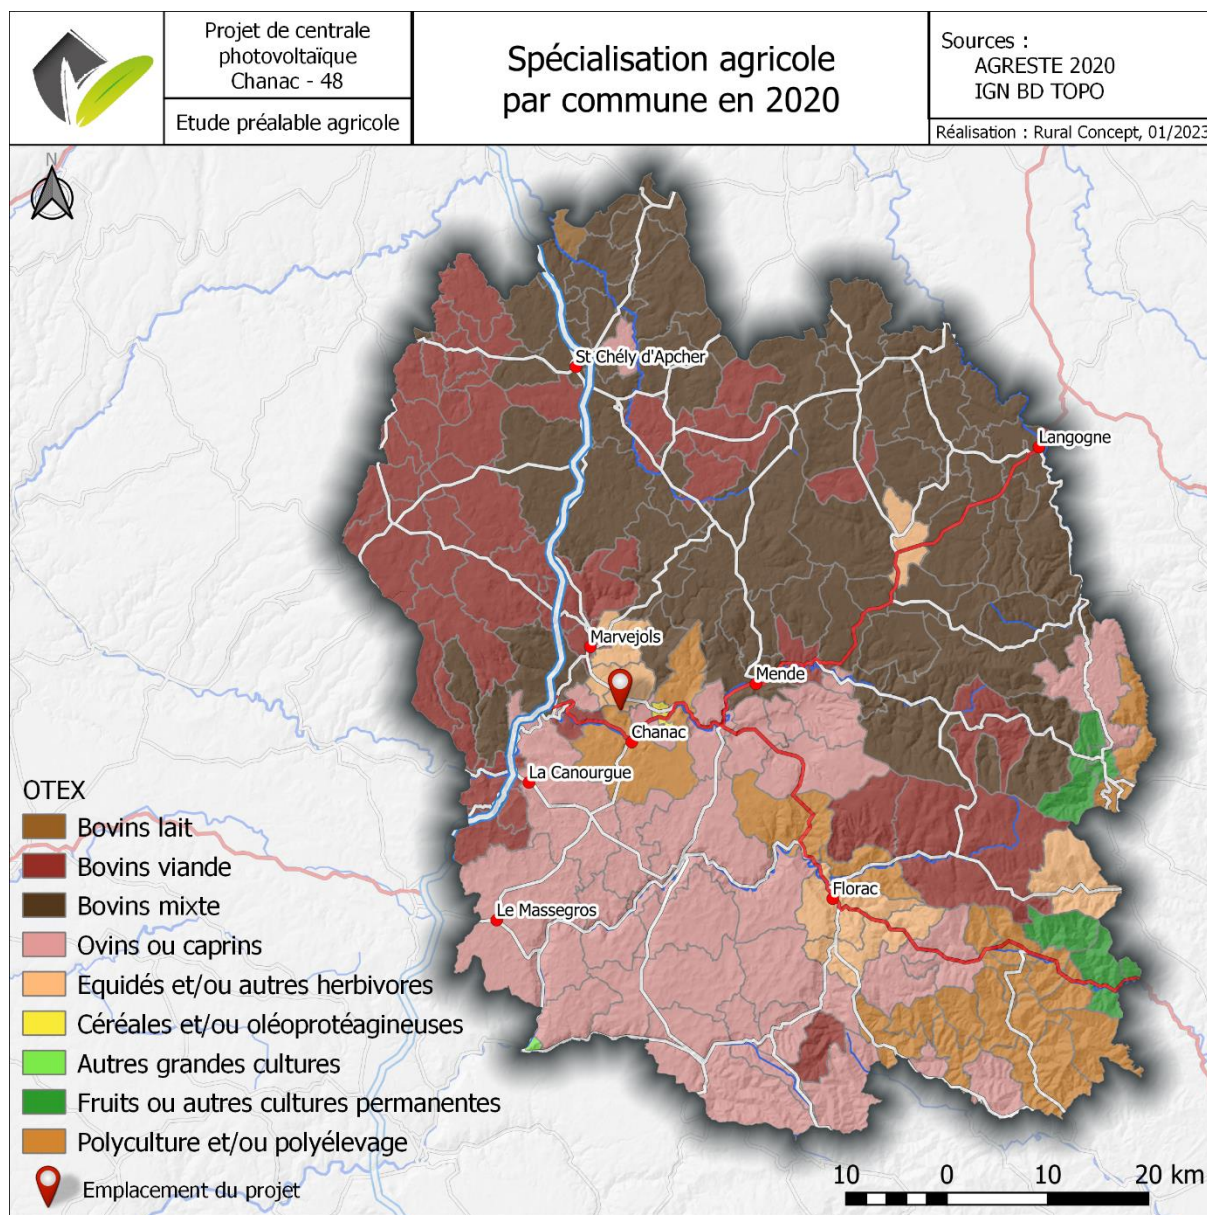 Projet de centrale
photovoltaïque
Chanac - 48
Etude préalable agricole
Spécialisation agricole
par commune en 2020
Sources :
AGRESTE 2020
IGN BD TOPO
Réalisation : Rural Concept, 01/2023
N
St Chély d'Apcher
Langogne
Marvejols
Mende
Chanac
La Canourgue
Florac
Le Massegros
OTEX
Bovins lait
Bovins viande
Bovins mixte
Ovins ou caprins
Equidés et/ou autres herbivores
Céréales et/ou oléoprotéagineuses
Autres grandes cultures
Fruits ou autres cultures permanentes
Polyculture et/ou polyélevage
Emplacement du projet
10 0 10 20 km